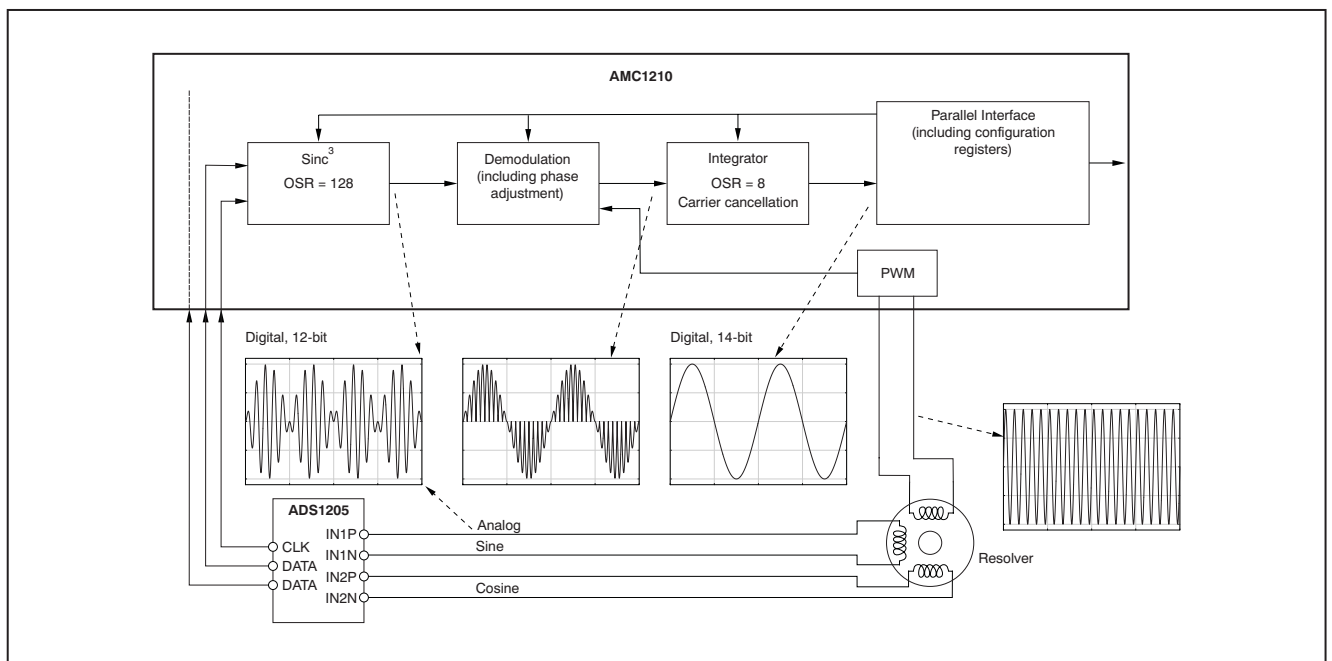 AMC1210
Sinc3
OSR = 128
Demodulation
(including phase
adjustment)
Integrator
OSR = 8
Carrier cancellation
Parallel Interface
(including configuration
registers)
PWM
Digital, 12-bit
Digital, 14-bit
ADS1205
CLK
DATA
DATA
IN1P
IN1N
IN2P
IN2N
Analog
Sine
Cosine
Resolver